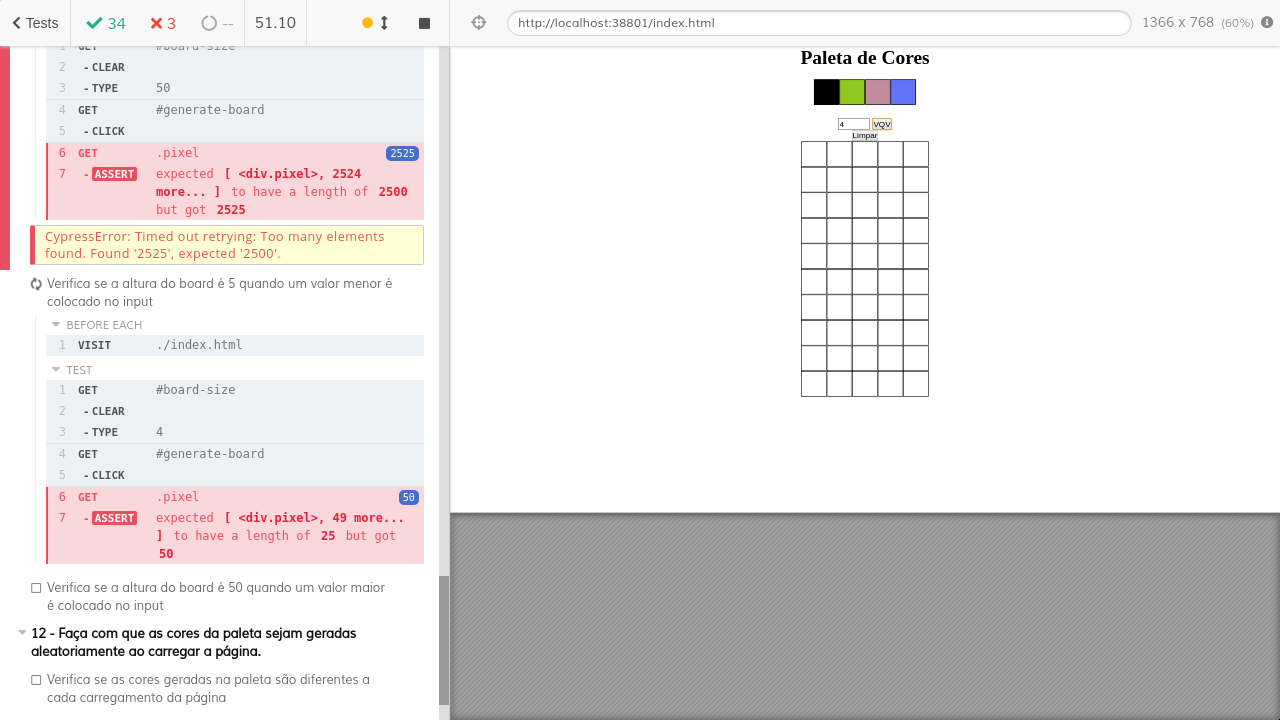 Tests
34
3
--
51.10
http://localhost:38801/index.html
1366 x 768 (60%)
1 GET #board-size
2 - CLEAR
3 - TYPE 50
4 GET #generate-board
5 - CLICK
6 GET .pixel 2525
7 - ASSERT expected [ <div.pixel>, 2524
more... ] to have a length of 2500
but got 2525
CypressError: Timed out retrying: Too many elements
found. Found '2525', expected '2500'.
Verifica se a altura do board é 5 quando um valor menor é
colocado no input
BEFORE EACH
1 VISIT ./index.html
TEST
1 GET #board-size
2 - CLEAR
3 - TYPE 4
4 GET #generate-board
5 - CLICK
6 GET .pixel 50
7 - ASSERT expected [ <div.pixel>, 49 more...
] to have a length of 25 but got
50
Verifica se a altura do board é 50 quando um valor maior
é colocado no input
12 - Faça com que as cores da paleta sejam geradas
aleatoriamente ao carregar a página.
Verifica se as cores geradas na paleta são diferentes a
cada carregamento da página
Paleta de Cores
4 VQV
Limpar